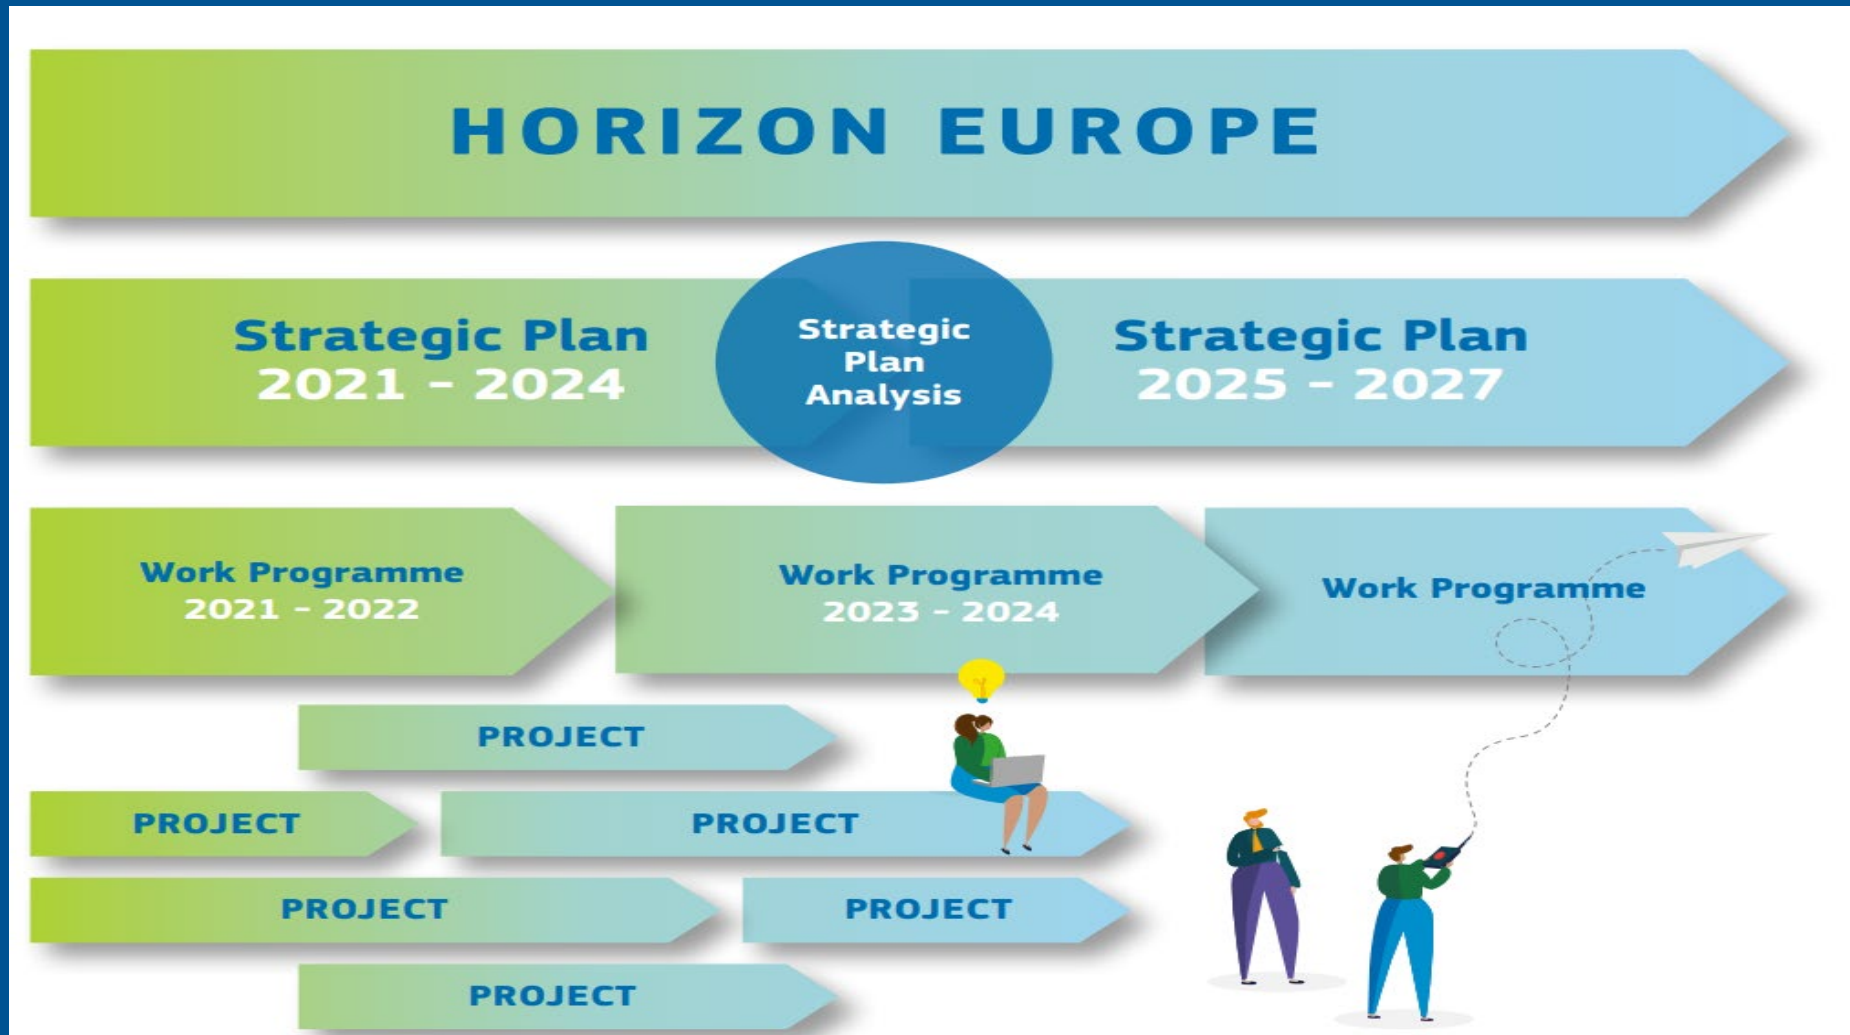 HORIZON EUROPE
Strategic Plan
2021 - 2024
Strategic
Plan
Analysis
Strategic Plan
2025 - 2027
Work Programme
2021 - 2022
Work Programme
2023 - 2024
Work Programme
PROJECT
PROJECT
PROJECT
PROJECT
PROJECT
PROJECT